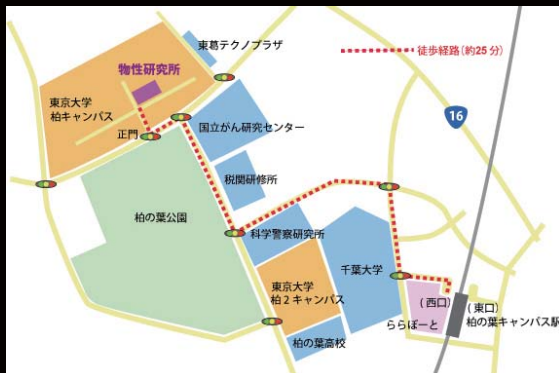 東葛テクノプラザ
徒歩経路(約25分)
物性研究所
東京大学
柏キャンパス
16
正門
国立がん研究センター
税関研修所
柏の葉公園
科学警察研究所
千葉大学
東京大学
柏2キャンパス
(西口)
(東口)
ららぽーと
柏の葉キャンパス駅
柏の葉高校